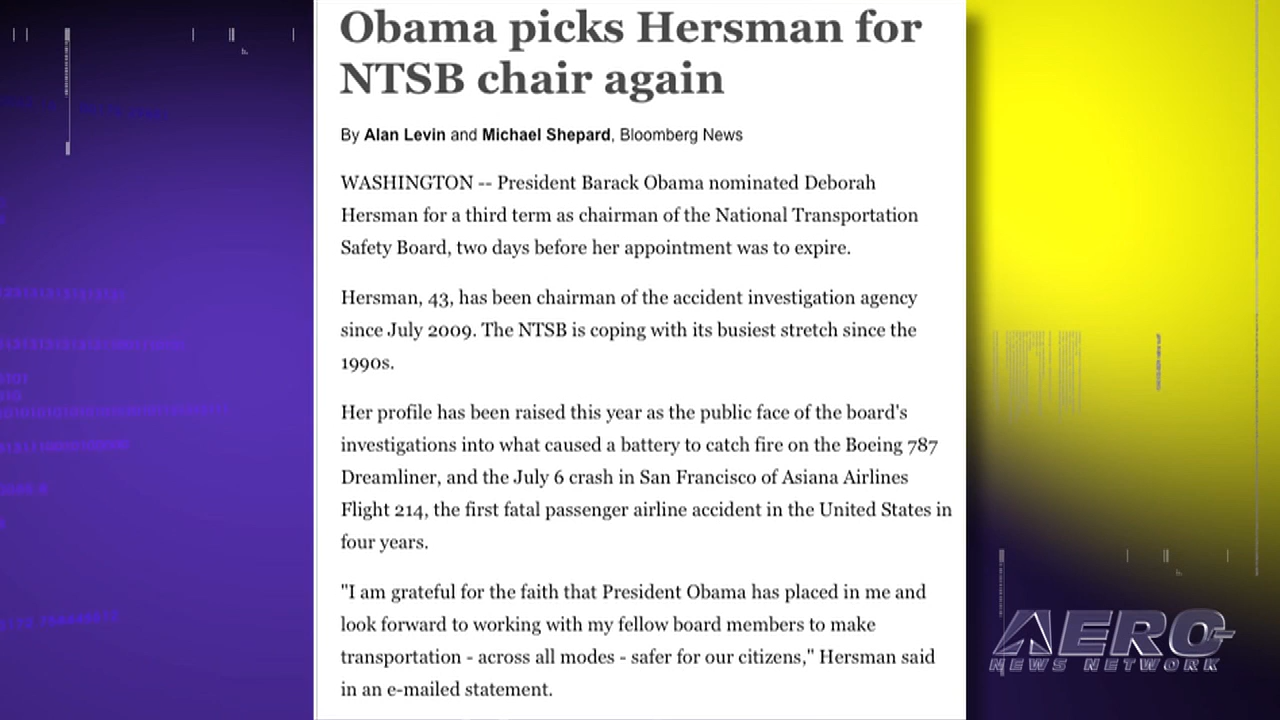 Obama picks Hersman for
NTSB chair again
By Alan Levin and Michael Shepard, Bloomberg News
WASHINGTON -- President Barack Obama nominated Deborah
Hersman for a third term as chairman of the National Transportation
Safety Board, two days before her appointment was to expire.
Hersman, 43, has been chairman of the accident investigation agency
since July 2009. The NTSB is coping with its busiest stretch since the
1990s.
Her profile has been raised this year as the public face of the board's
investigations into what caused a battery to catch fire on the Boeing 787
Dreamliner, and the July 6 crash in San Francisco of Asiana Airlines
Flight 214, the first fatal passenger airline accident in the United States in
four years.
"I am grateful for the faith that President Obama has placed in me and
look forward to working with my fellow board members to make
transportation - across all modes - safer for our citizens," Hersman said
in an e-mailed statement.
AERO-
NEWS NETWORK